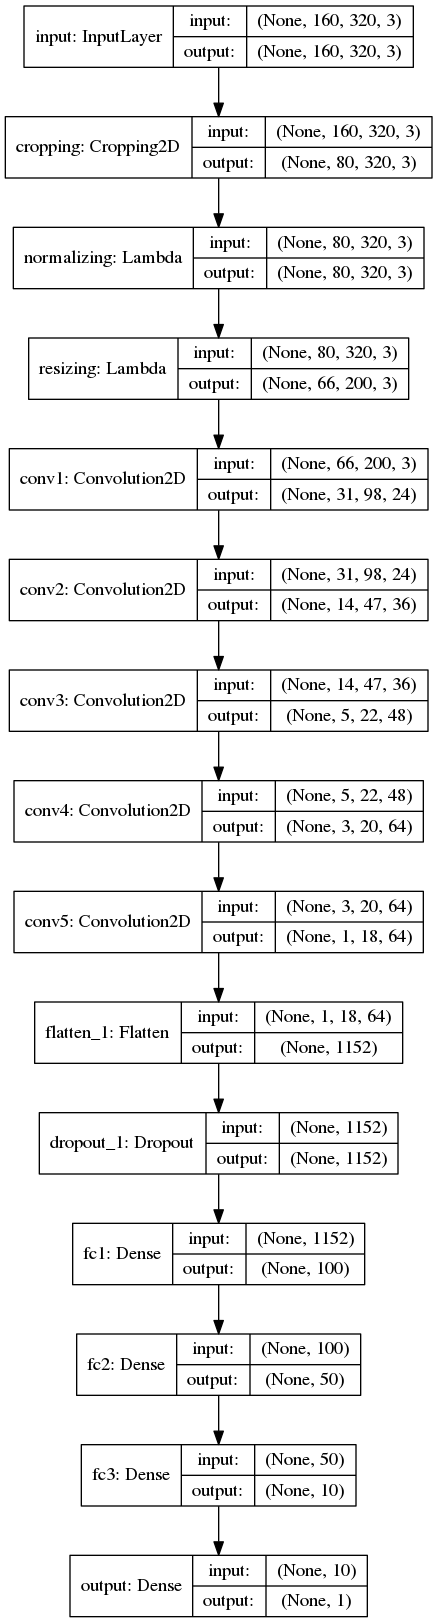 input: InputLayer
input: (None, 160, 320, 3)
output: (None, 160, 320, 3)
cropping: Cropping2D
input: (None, 160, 320, 3)
output: (None, 80, 320, 3)
normalizing: Lambda
input: (None, 80, 320, 3)
output: (None, 80, 320, 3)
resizing: Lambda
input: (None, 80, 320, 3)
output: (None, 66, 200, 3)
conv1: Convolution2D
input: (None, 66, 200, 3)
output: (None, 31, 98, 24)
conv2: Convolution2D
input: (None, 31, 98, 24)
output: (None, 14, 47, 36)
conv3: Convolution2D
input: (None, 14, 47, 36)
output: (None, 5, 22, 48)
conv4: Convolution2D
input: (None, 5, 22, 48)
output: (None, 3, 20, 64)
conv5: Convolution2D
input: (None, 3, 20, 64)
output: (None, 1, 18, 64)
flatten_1: Flatten
input: (None, 1, 18, 64)
output: (None, 1152)
dropout_1: Dropout
input: (None, 1152)
output: (None, 1152)
fc1: Dense
input: (None, 1152)
output: (None, 100)
fc2: Dense
input: (None, 100)
output: (None, 50)
fc3: Dense
input: (None, 50)
output: (None, 10)
output: Dense
input: (None, 10)
output: (None, 1)